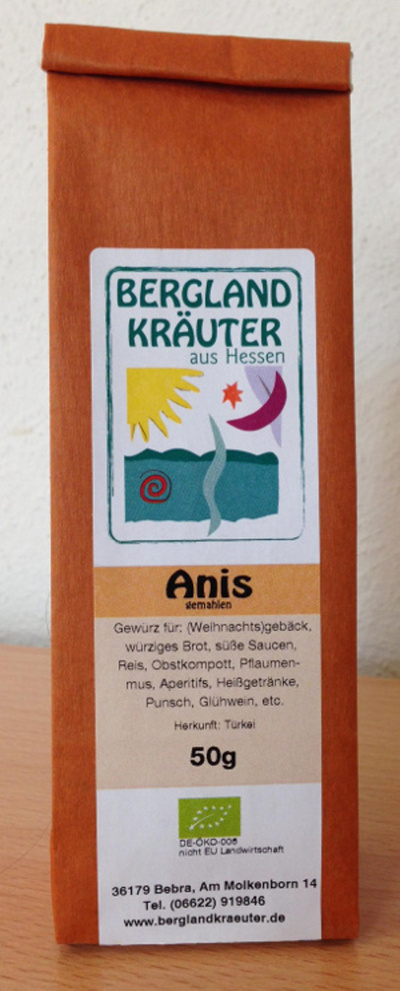 BERGLAND
KRÄUTER
aus Hessen
Anis
gemahlen
Gewürz für: (Weihnachts)gebäck,
würziges Brot, süße Saucen,
Reis, Obstkompott, Pflaumen-
mus, Aperitifs, Heißgetränke,
Punsch, Glühwein, etc.
Herkunft: Türkei
50g
DE-ÖKO-006
nicht EU Landwirtschaft
36179 Bebra, Am Molkenborn 14
Tel. (06622) 919846
www.berglandkraeuter.de